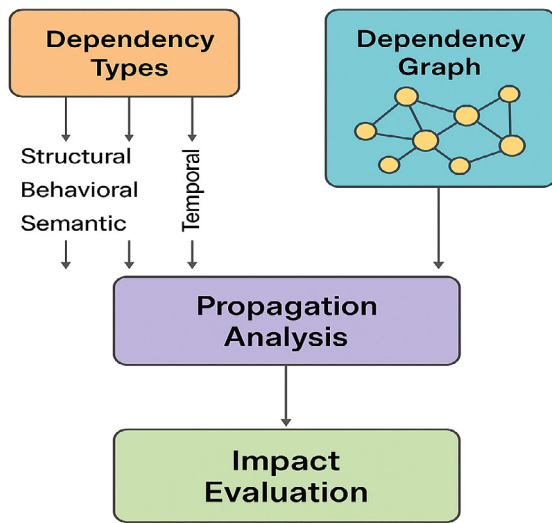 Dependency
Types
Dependency
Graph
Structural
Behavioral
Semantic
Temporal
Propagation
Analysis
Impact
Evaluation